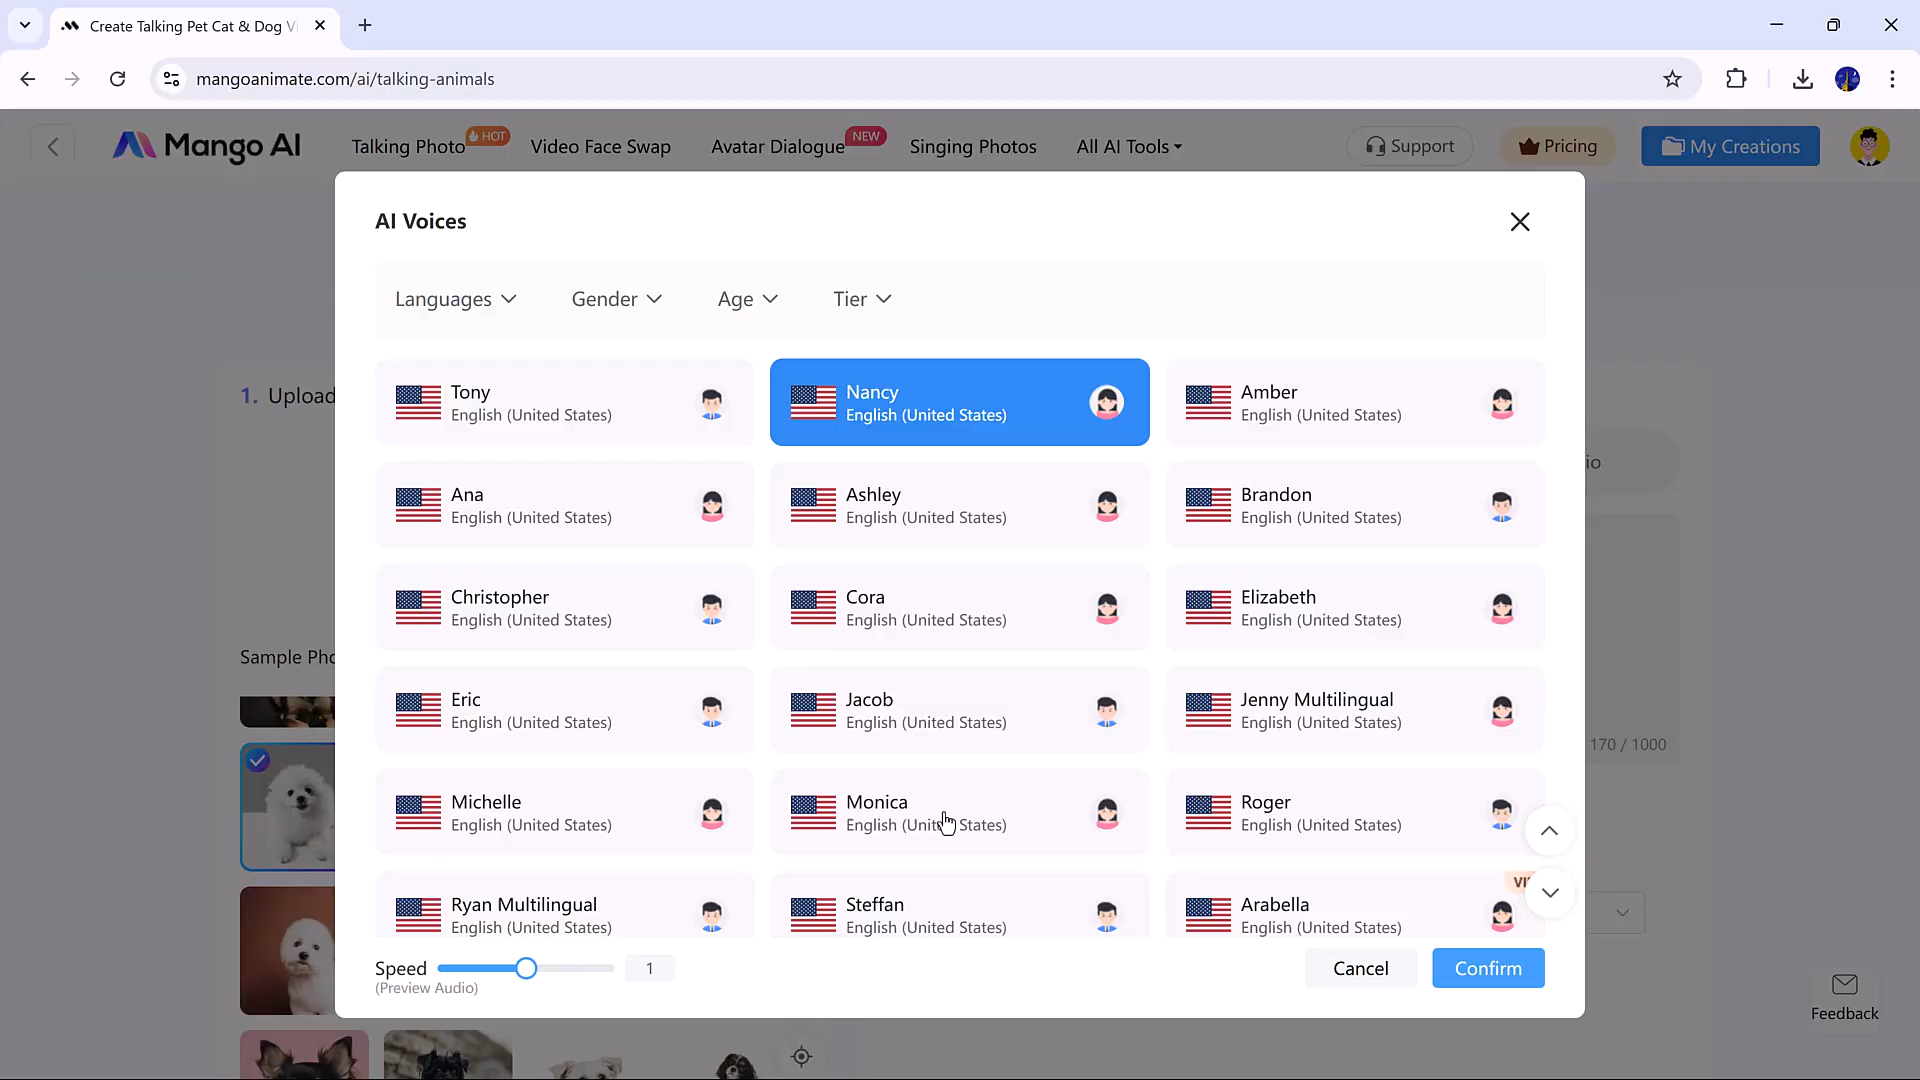 Create Talking Pet Cat & Dog Vi
mangoanimate.com/ai/talking-animals
Mango AI
Talking Photo
HOT
Video Face Swap
Avatar Dialogue
NEW
Singing Photos
All AI Tools
Support
Pricing
My Creations
AI Voices
Languages
Gender
Age
Tier
1. Upload
Tony
English (United States)
Nancy
English (United States)
Amber
English (United States)
Ana
English (United States)
Ashley
English (United States)
Brandon
English (United States)
io
Christopher
English (United States)
Cora
English (United States)
Elizabeth
English (United States)
Sample Pho
Eric
English (United States)
Jacob
English (United States)
Jenny Multilingual
English (United States)
170 / 1000
Michelle
English (United States)
Monica
English (United States)
Roger
English (United States)
Ryan Multilingual
English (United States)
Steffan
English (United States)
Arabella
English (United States)
Speed
(Preview Audio)
1
Cancel
Confirm
Feedback